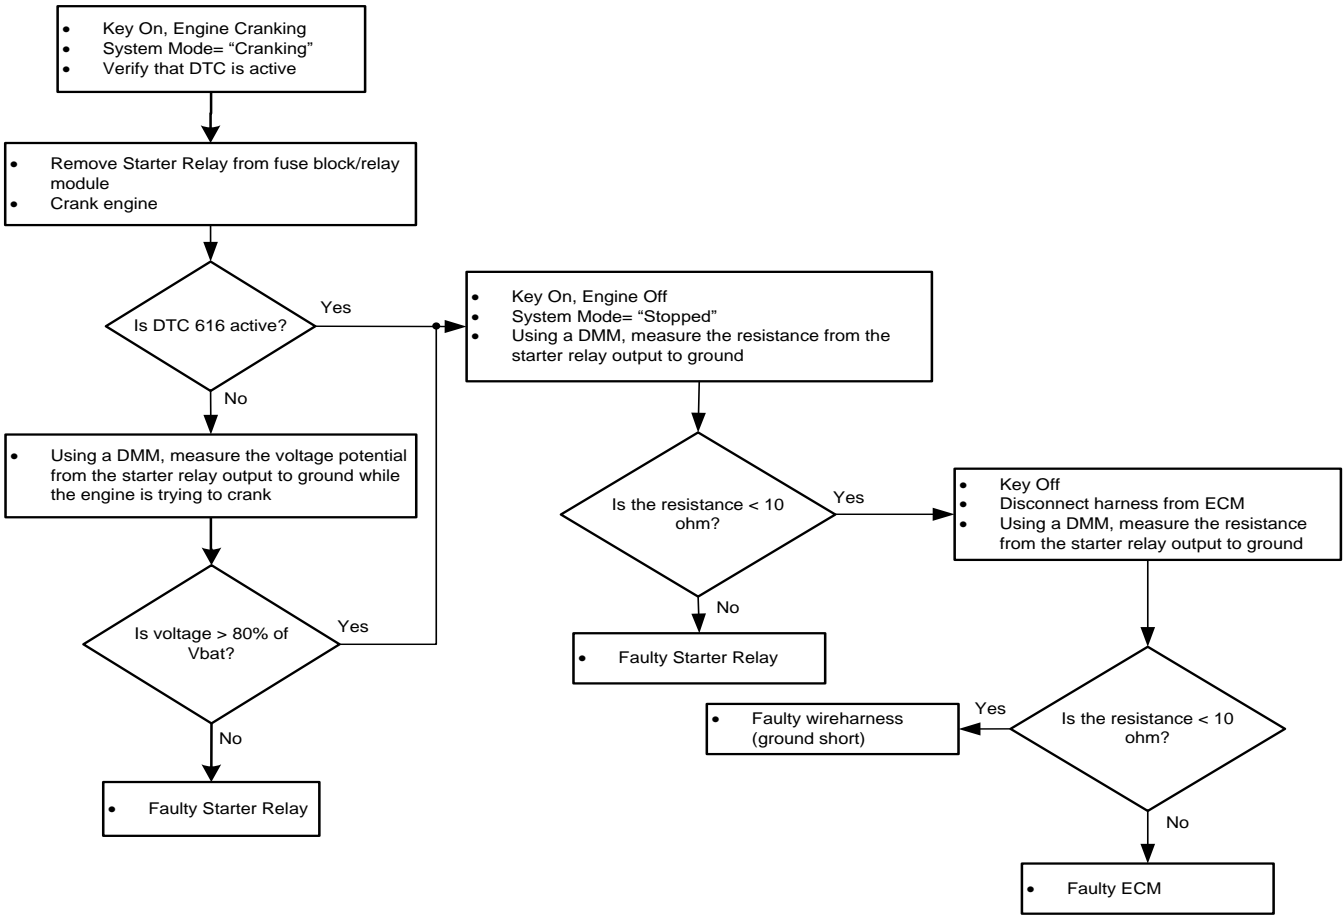 • Key On, Engine Cranking
• System Mode= “Cranking”
• Verify that DTC is active
• Remove Starter Relay from fuse block/relay
module
• Crank engine
Is DTC 616 active?
Yes
No
• Using a DMM, measure the voltage potential
from the starter relay output to ground while
the engine is trying to crank
Is voltage > 80% of
Vbat?
Yes
No
• Faulty Starter Relay
• Key On, Engine Off
• System Mode= “Stopped”
• Using a DMM, measure the resistance from the
starter relay output to ground
Is the resistance < 10
ohm?
Yes
No
• Faulty Starter Relay
• Key Off
• Disconnect harness from ECM
• Using a DMM, measure the resistance
from the starter relay output to ground
Is the resistance < 10
ohm?
Yes
• Faulty wireharness
(ground short)
No
• Faulty ECM